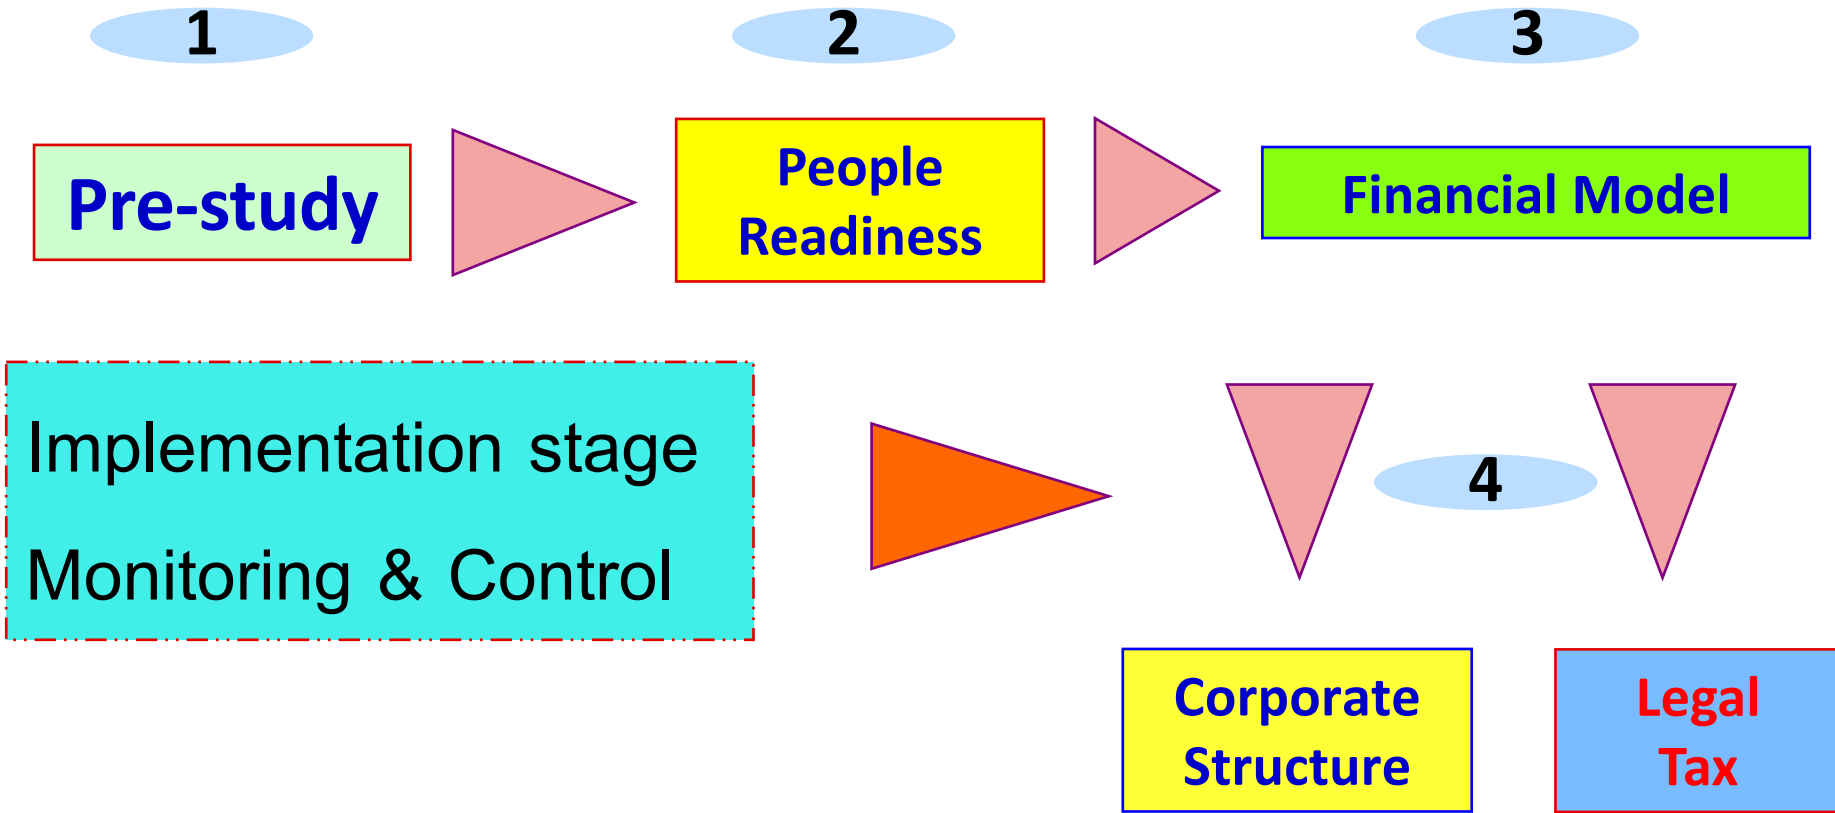 1
2
3
Pre-study
People
Readiness
Financial Model
Implementation stage
Monitoring & Control
4
Corporate
Structure
Legal
Tax